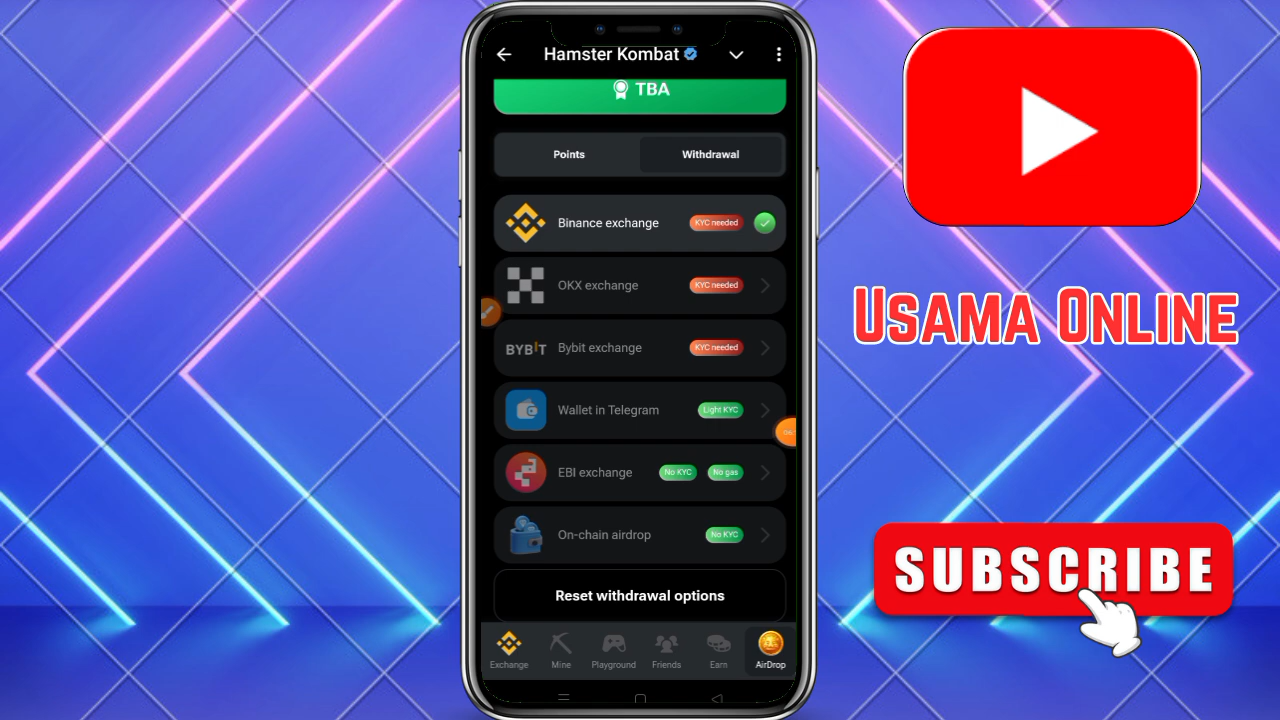 Hamster Kombat
TBA
Points
Withdrawal
Binance exchange
KYC needed
OKX exchange
KYC needed
BYBIT
Bybit exchange
KYC needed
Wallet in Telegram
Light KYC
EBI exchange
No KYC
No gas
On-chain airdrop
No KYC
Reset withdrawal options
Exchange
Mine
Playground
Friends
Earn
AirDrop
Usama Online
SUBSCRIBE